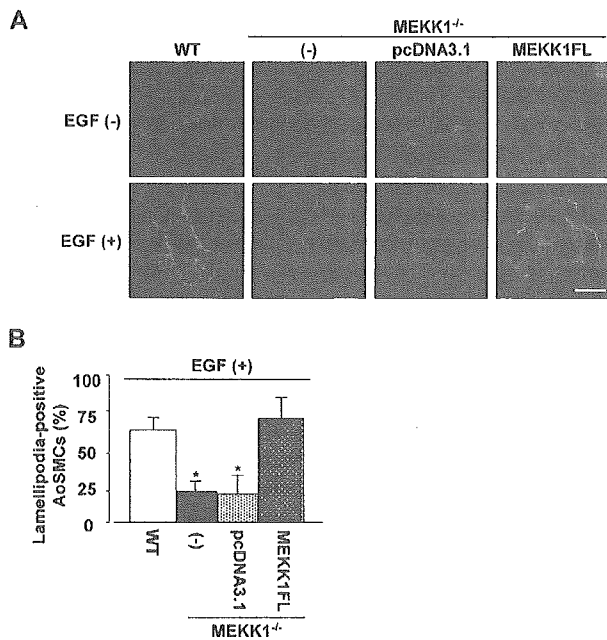 A
MEKK1-/-
WT (-) pcDNA3.1 MEKK1FL
EGF (-)
EGF (+)
B
EGF (+)
Lamellipodia-positive
AoSMCs (%)
100
75
50
25
0
* *
WT
(-)
pcDNA3.1
MEKK1FL
MEKK1-/-